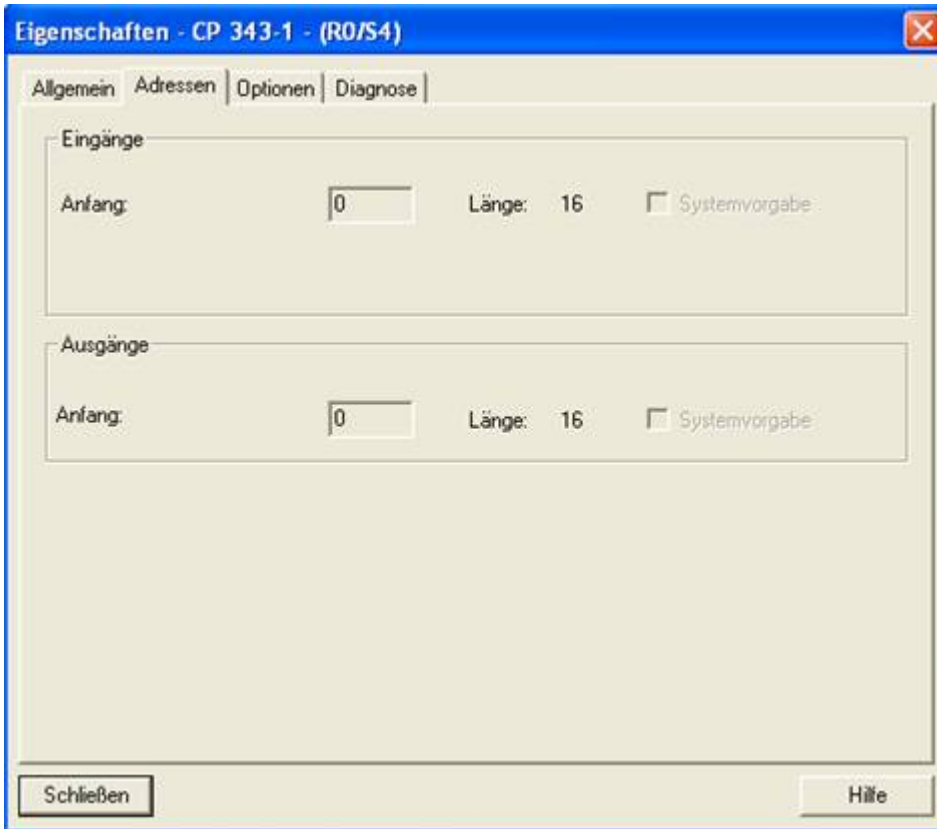 Eigenschaften - CP 343-1 - (R0/S4)
Allgemein Adressen Optionen Diagnose
Eingänge
Anfang: 0 Länge: 16 Systemvorgabe
Ausgänge
Anfang: 0 Länge: 16 Systemvorgabe
Schließen Hilfe